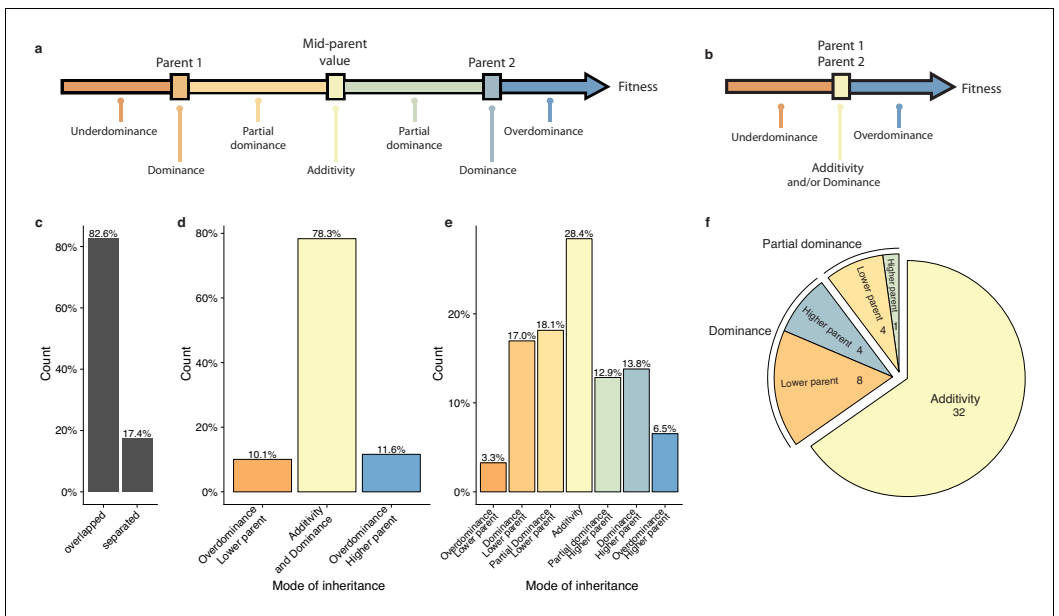 a
Mid-parent
value
Parent 1
Parent 2
Fitness
Underdominance
Partial
dominance
Partial
dominance
Overdominance
Dominance
Additivity
Dominance
b
Parent 1
Parent 2
Fitness
Underdominance
Overdominance
Additivity
and/or Dominance
c
Count
80%
60%
40%
20%
0%
82.6%
17.4%
overlapped
separated
d
Count
80%
60%
40%
20%
0%
10.1%
78.3%
11.6%
Overdominance
Lower parent
Additivity
and Dominance
Overdominance
Higher parent
Mode of inheritance
e
Count
20%
10%
0%
3.3%
17.0%
18.1%
28.4%
12.9%
13.8%
6.5%
Overdominance
Lower parent
Dominance
Lower parent
Partial Dominance
Lower parent
Additivity
Partial dominance
Higher parent
Dominance
Higher parent
Overdominance
Higher parent
Mode of inheritance
f
Partial dominance
Higher parent 1
Lower parent 4
Dominance
Higher parent 4
Lower parent 8
Additivity
32